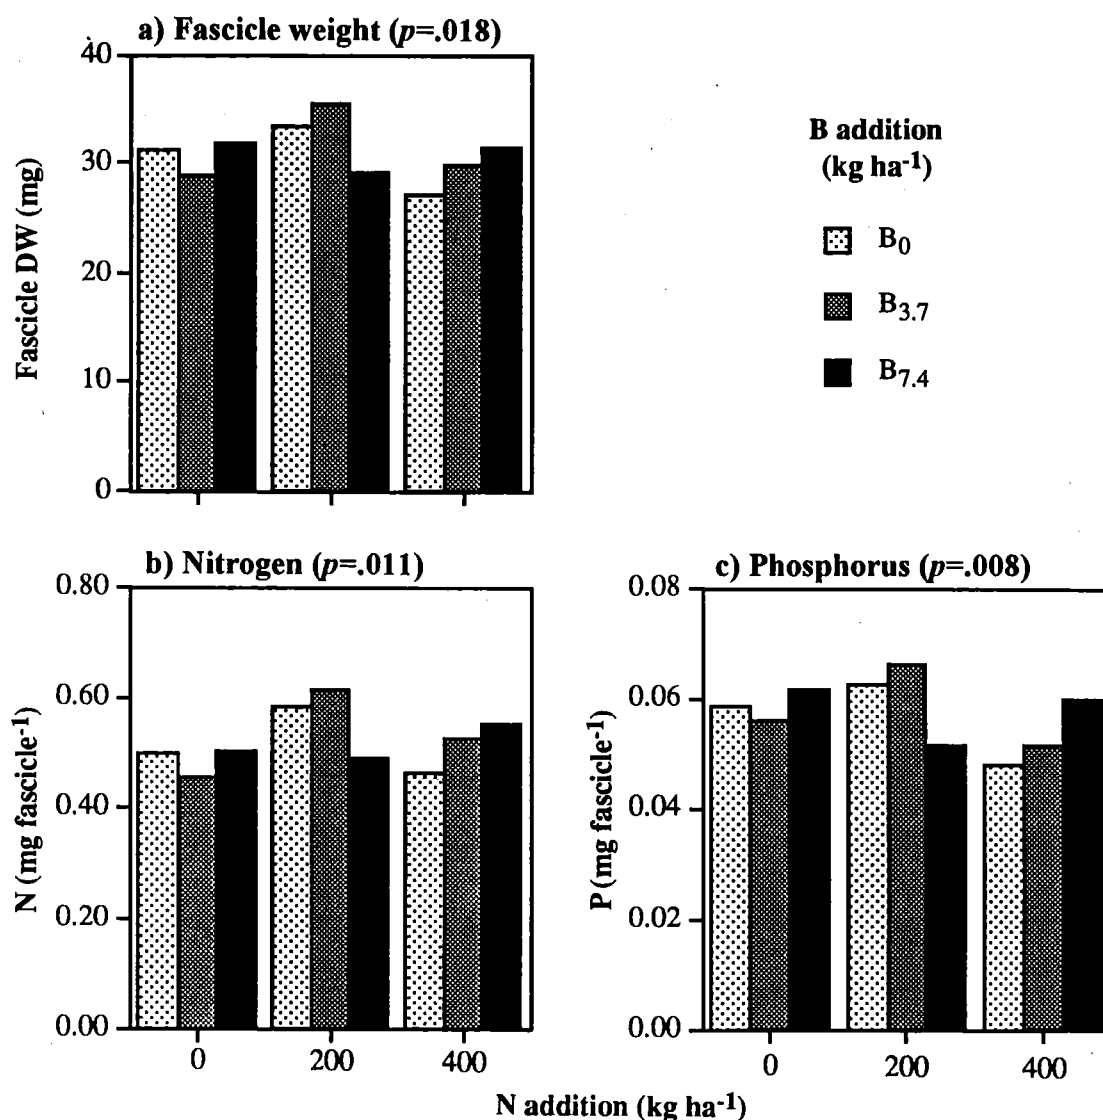 a) Fascicle weight (p=.018)
40
30
20
10
0
Fascicle DW (mg)
B addition
(kg ha-1)
B0
B3.7
B7.4
b) Nitrogen (p=.011)
0.80
0.60
0.40
0.20
0.00
N (mg fascicle-1)
0 200 400
c) Phosphorus (p=.008)
0.08
0.06
0.04
0.02
0.00
P (mg fascicle-1)
0 200 400
N addition (kg ha-1)